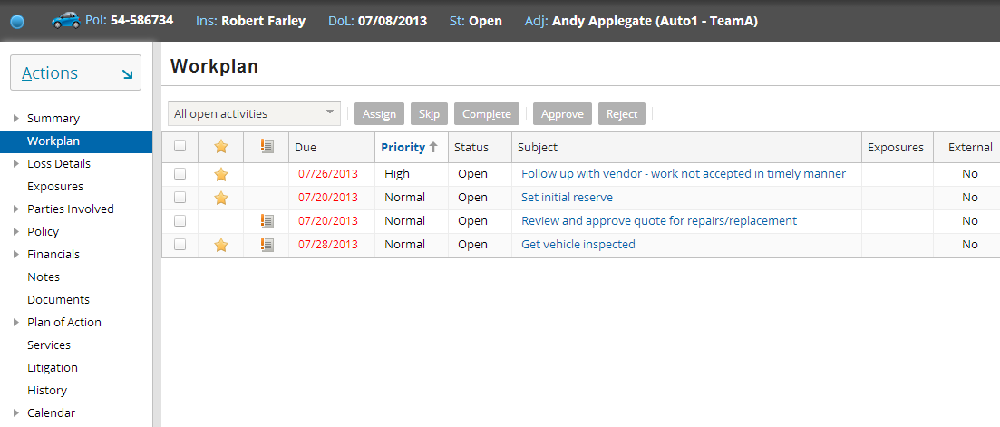 Pol: 54-586734 Ins: Robert Farley DoL: 07/08/2013 St: Open Adj: Andy Applegate (Auto1 - TeamA)
Actions
Summary
Workplan
Loss Details
Exposures
Parties Involved
Policy
Financials
Notes
Documents
Plan of Action
Services
Litigation
History
Calendar
Workplan
All open activities Assign Skip Complete Approve Reject
Due Priority Status Subject Exposures External
07/26/2013 High Open Follow up with vendor - work not accepted in timely manner No
07/20/2013 Normal Open Set initial reserve No
07/20/2013 Normal Open Review and approve quote for repairs/replacement No
07/28/2013 Normal Open Get vehicle inspected No